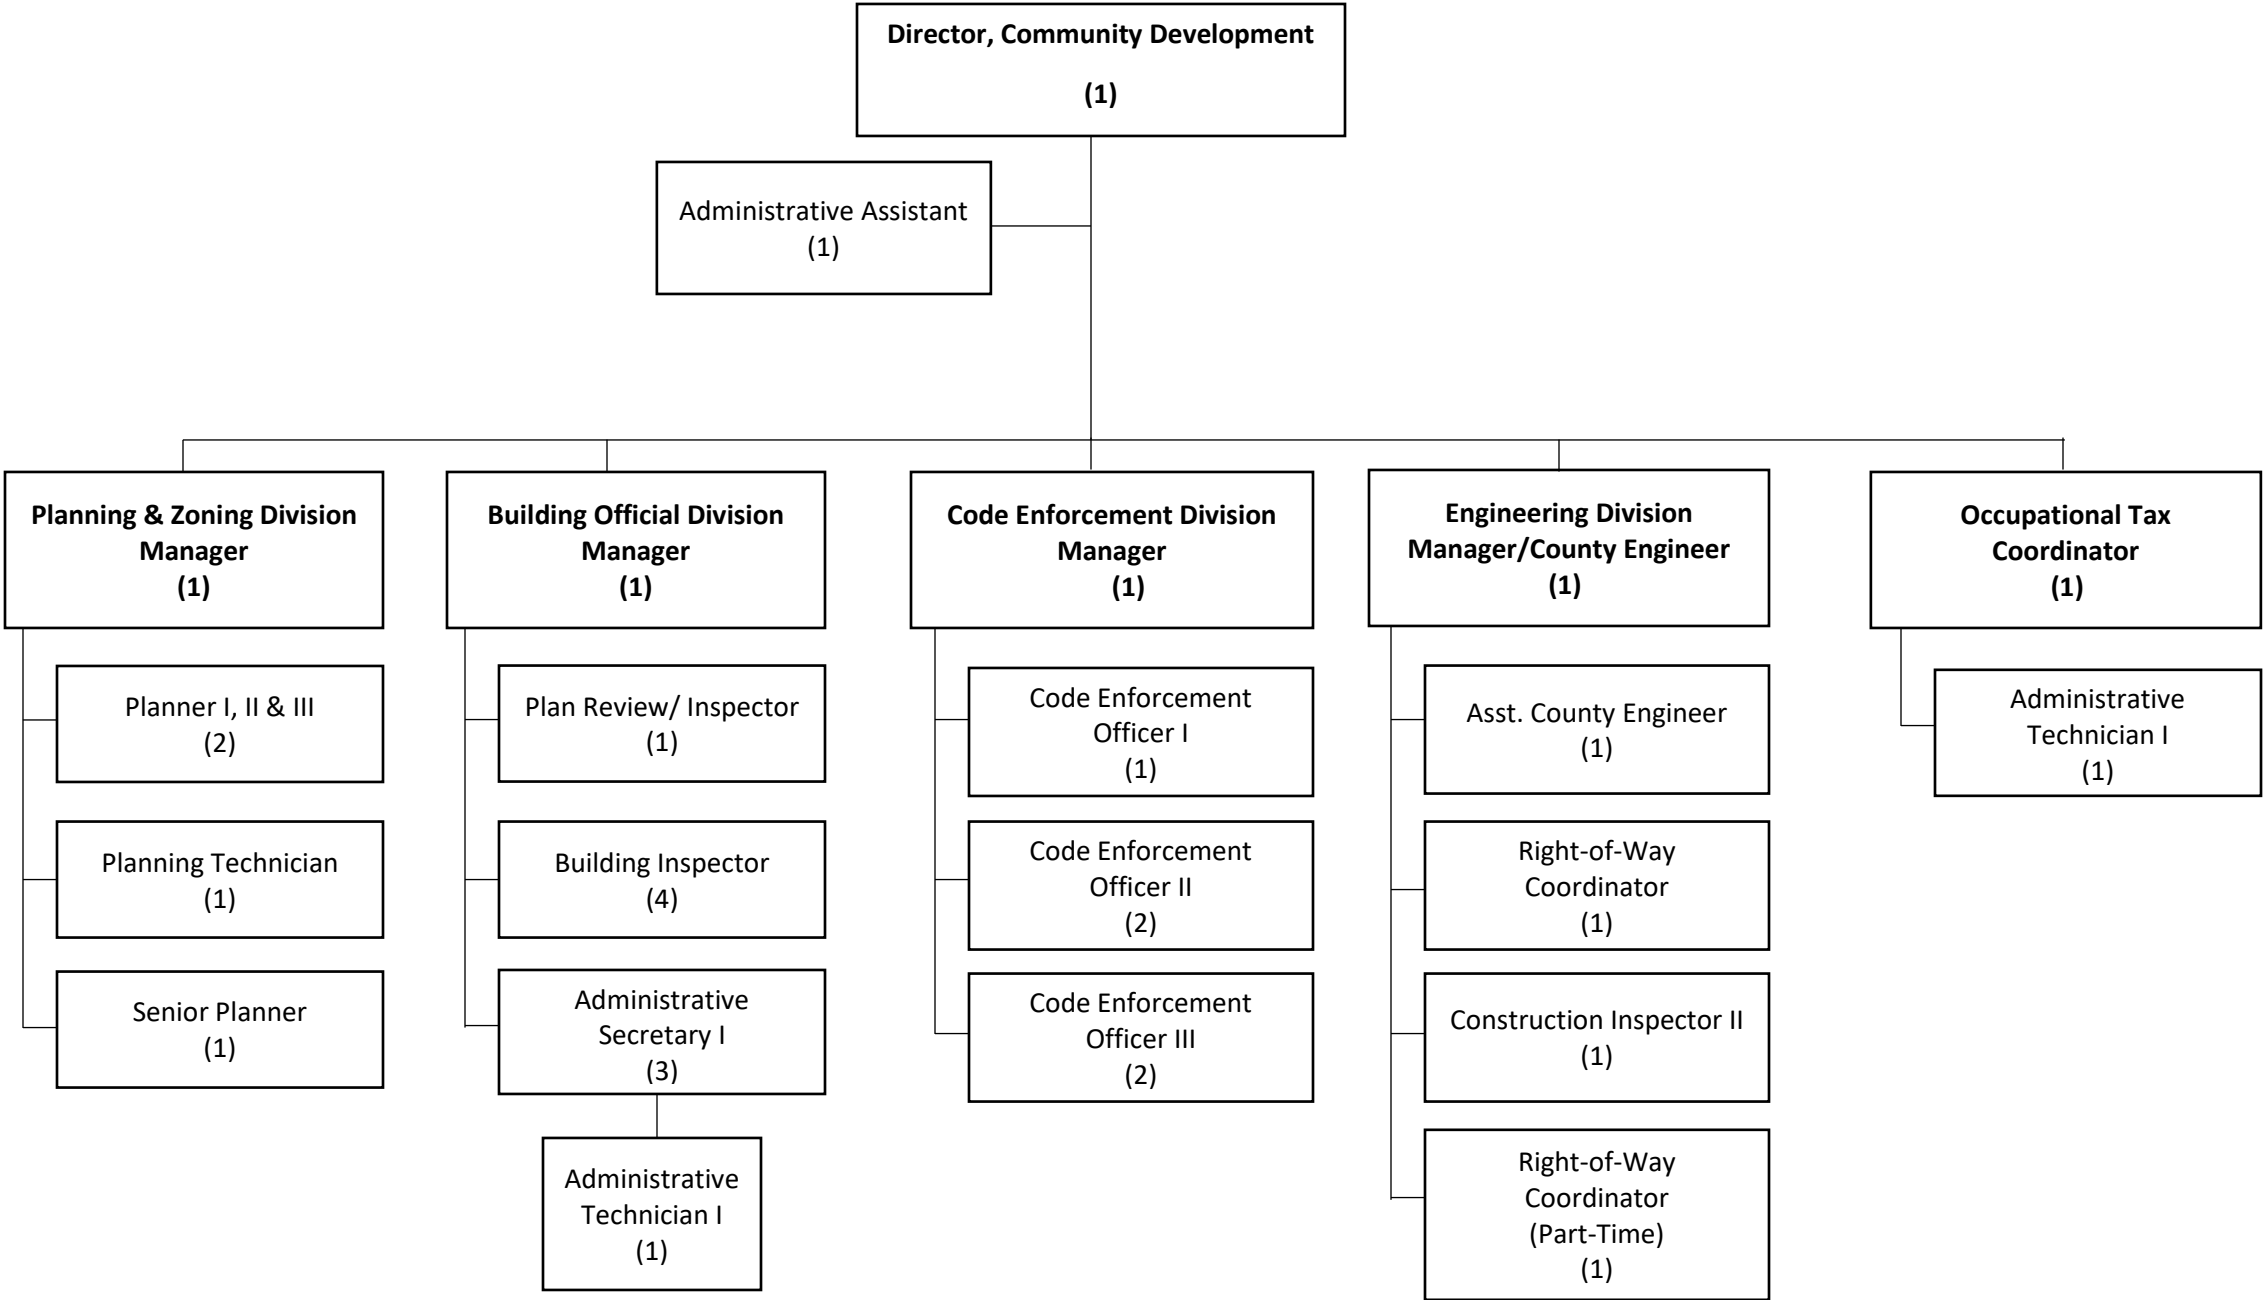 Director, Community Development
(1)
Administrative Assistant
(1)
Planning & Zoning Division
Manager
(1)
Planner I, II & III
(2)
Planning Technician
(1)
Senior Planner
(1)
Building Official Division
Manager
(1)
Plan Review/ Inspector
(1)
Building Inspector
(4)
Administrative
Secretary I
(3)
Administrative
Technician I
(1)
Code Enforcement Division
Manager
(1)
Code Enforcement
Officer I
(1)
Code Enforcement
Officer II
(2)
Code Enforcement
Officer III
(2)
Engineering Division
Manager/County Engineer
(1)
Asst. County Engineer
(1)
Right-of-Way
Coordinator
(1)
Construction Inspector II
(1)
Right-of-Way
Coordinator
(Part-Time)
(1)
Occupational Tax
Coordinator
(1)
Administrative
Technician I
(1)